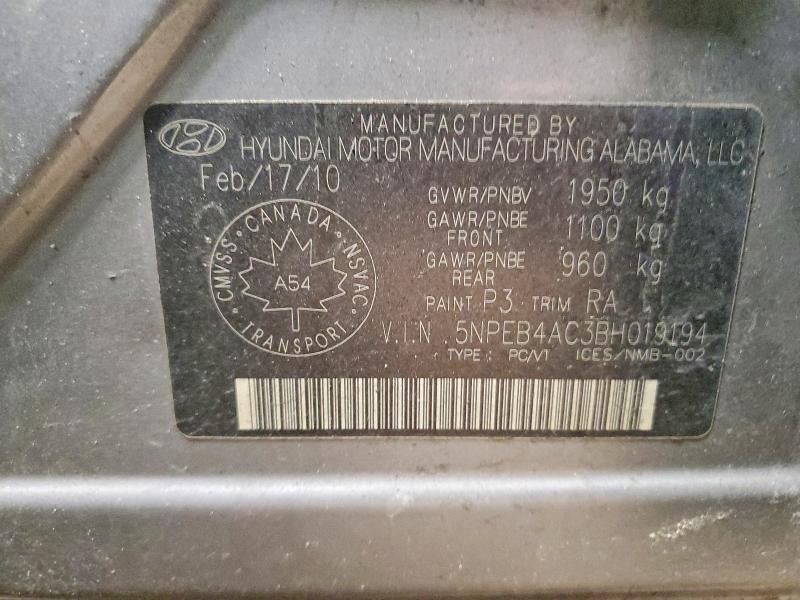 MANUFACTURED BY
HYUNDAI MOTOR MANUFACTURING ALABAMA, LLC
Feb/17/10
GVWR/PNBV 1950 kg
GAWR/PNBE FRONT 1100 kg
GAWR/PNBE REAR 960 kg
PAINT P3 TRIM RA
V.I.N. 5NPEB4AC3BH019194
TYPE: PC/VT ICES/NMB-002
CMVSS • CANADA • NSVAC • TRANSPORT •
A54